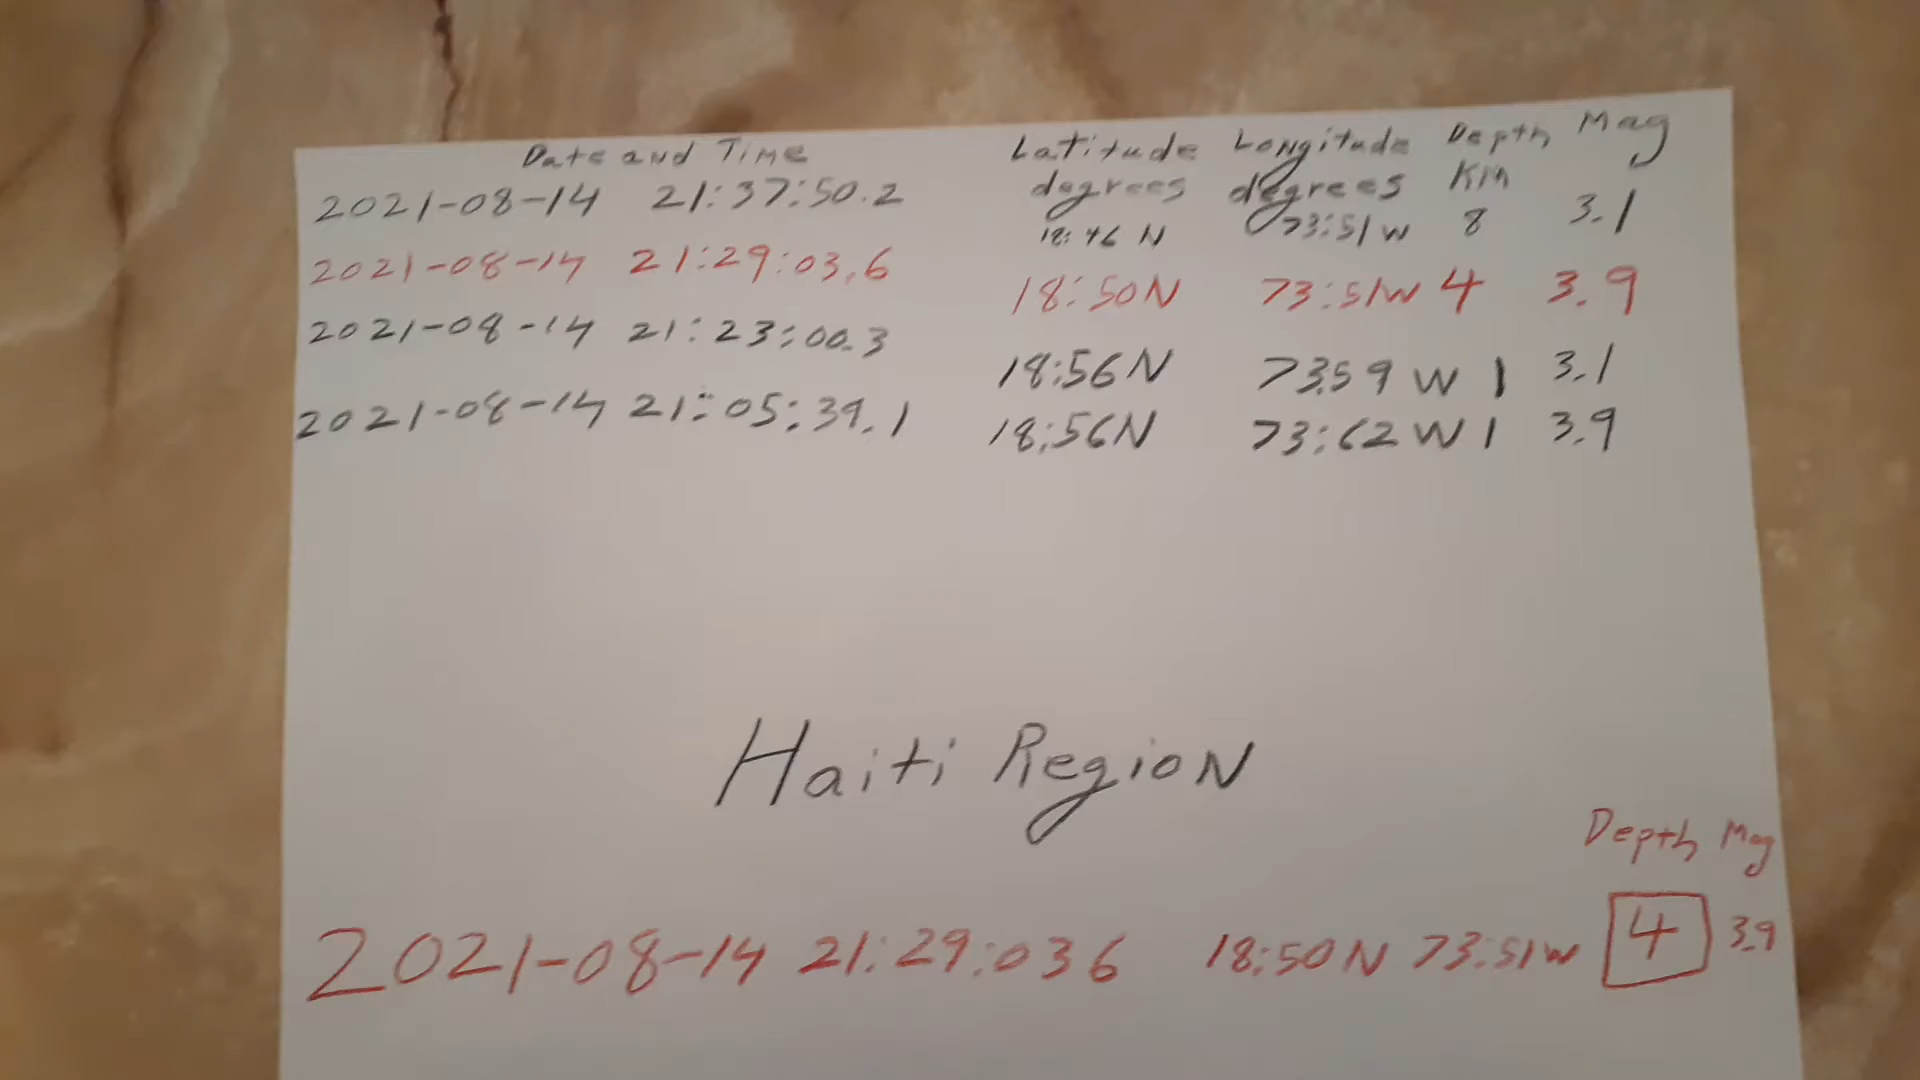 Date and Time Latitude Longitude Depth Mag
degrees degrees KM
2021-08-14 21:37:50.2 18:46 N 73:51 W 8 3.1
2021-08-14 21:29:03.6 18:50N 73:51W 4 3.9
2021-08-14 21:23:00.3 18:56N 7359 W 1 3.1
2021-08-14 21:05:39.1 18:56N 73:62 W 1 3.9
Haiti Region
Depth Mag
2021-08-14 21:29:036 18:50N 73:51W 4 3.9